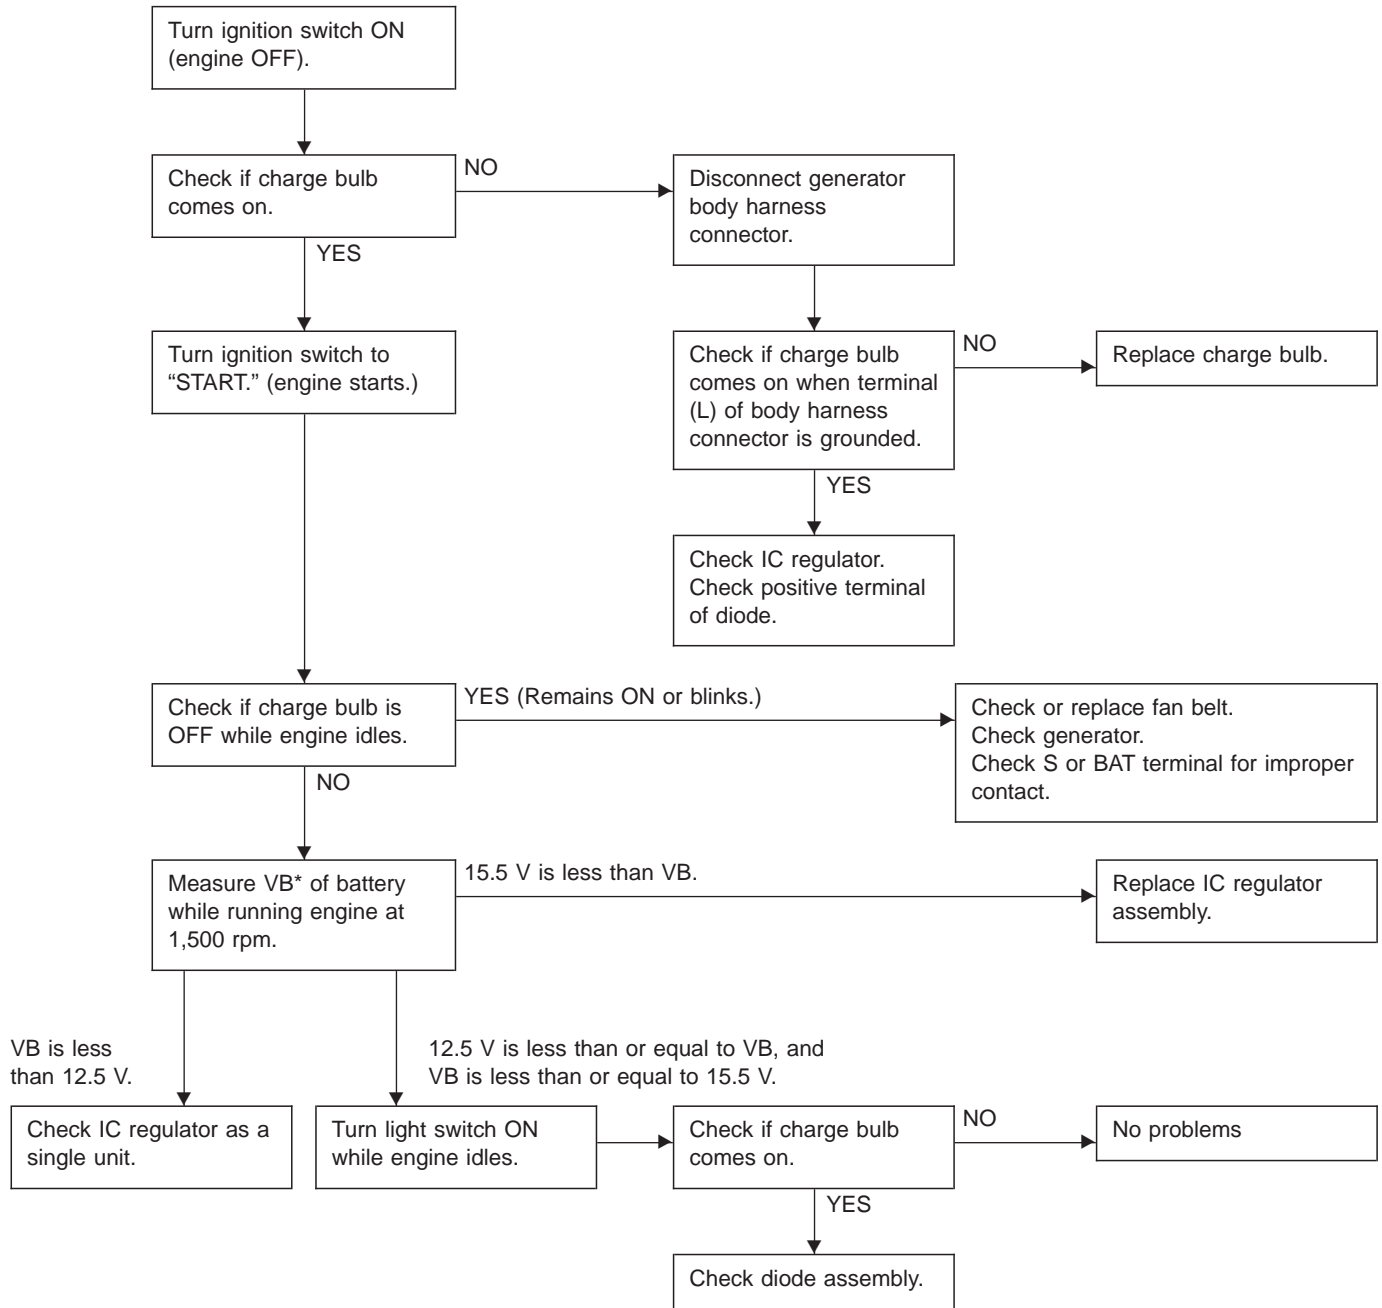 Turn ignition switch ON
(engine OFF).
Check if charge bulb
comes on.
NO
Disconnect generator
body harness
connector.
YES
Turn ignition switch to
“START.” (engine starts.)
Check if charge bulb
comes on when terminal
(L) of body harness
connector is grounded.
NO
Replace charge bulb.
YES
Check IC regulator.
Check positive terminal
of diode.
Check if charge bulb is
OFF while engine idles.
YES (Remains ON or blinks.)
Check or replace fan belt.
Check generator.
Check S or BAT terminal for improper
contact.
NO
Measure VB* of battery
while running engine at
1,500 rpm.
15.5 V is less than VB.
Replace IC regulator
assembly.
VB is less
than 12.5 V.
12.5 V is less than or equal to VB, and
VB is less than or equal to 15.5 V.
Check IC regulator as a
single unit.
Turn light switch ON
while engine idles.
Check if charge bulb
comes on.
NO
No problems
YES
Check diode assembly.